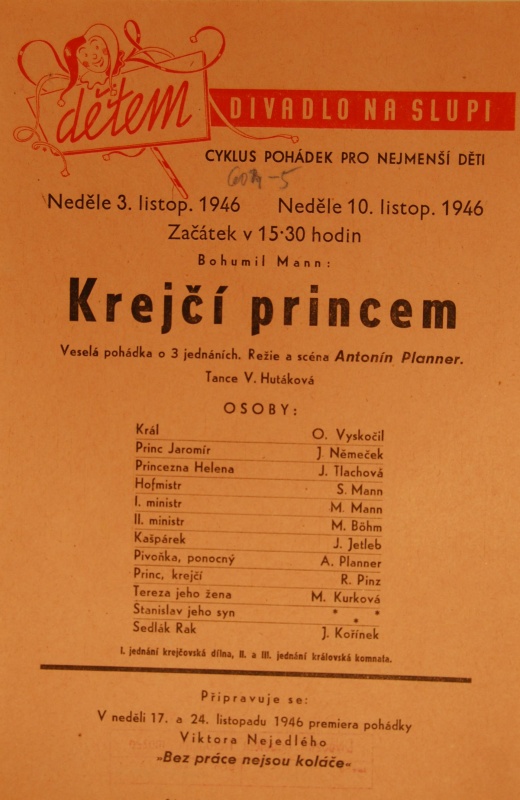 dětem
DIVADLO NA SLUPI
CYKLUS POHÁDEK PRO NEJMENŠÍ DĚTI
Neděle 3. listop. 1946 Neděle 10. listop. 1946
Začátek v 15·30 hodin
Bohumil Mann:
Krejčí princem
Veselá pohádka o 3 jednáních. Režie a scéna Antonín Planner.
Tance V. Hutáková
OSOBY:
Král O. Vyskočil
Princ Jaromír J. Němeček
Princezna Helena J. Tlachová
Hofmistr S. Mann
I. ministr M. Mann
II. ministr M. Böhm
Kašpárek J. Jetleb
Pivoňka, ponocný A. Planner
Princ, krejčí R. Pinz
Tereza jeho žena M. Kurková
Stanislav jeho syn * * *
Sedlák Rak J. Kořínek
I. jednání krejčovská dílna, II. a III. jednání královská komnata.
Připravuje se:
V neděli 17. a 24. listopadu 1946 premiera pohádky
Viktora Nejedlého
»Bez práce nejsou koláče«